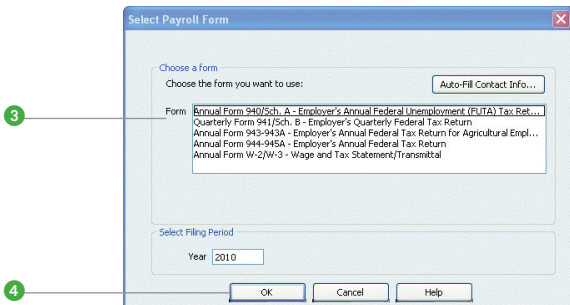 Select Payroll Form
Choose a form
Choose the form you want to use:
Auto-Fill Contact Info...
3
Form
Annual Form 940/Sch. A - Employer's Annual Federal Unemployment (FUTA) Tax Ret...
Quarterly Form 941/Sch. B - Employer's Quarterly Federal Tax Return
Annual Form 943-943A - Employer's Annual Federal Tax Return for Agricultural Empl...
Annual Form 944-945A - Employer's Annual Federal Tax Return
Annual Form W-2/W-3 - Wage and Tax Statement/Transmittal
Select Filing Period
Year 2010
4
OK
Cancel
Help